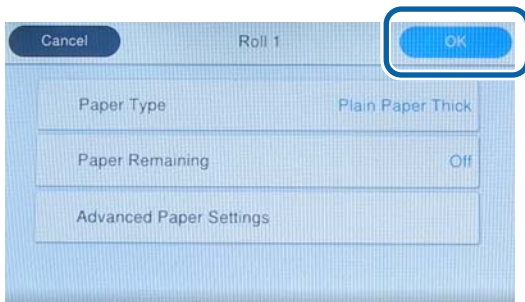 Cancel Roll 1 OK
Paper Type Plain Paper Thick
Paper Remaining Off
Advanced Paper Settings